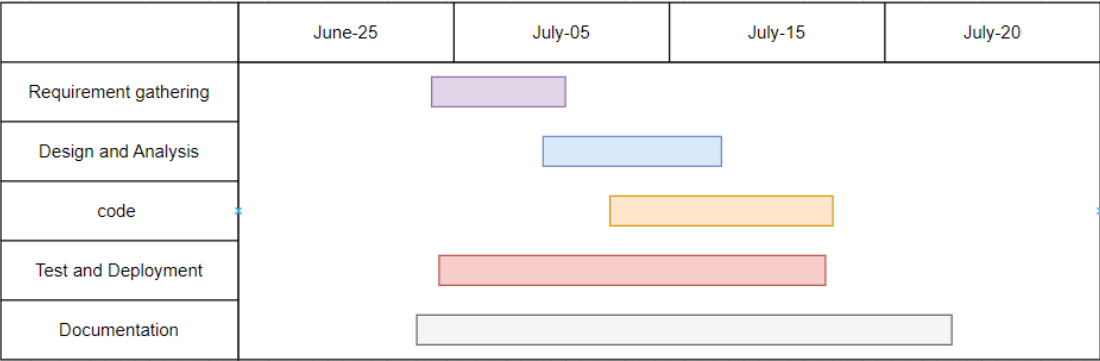 June-25
July-05
July-15
July-20
Requirement gathering
Design and Analysis
code
Test and Deployment
Documentation